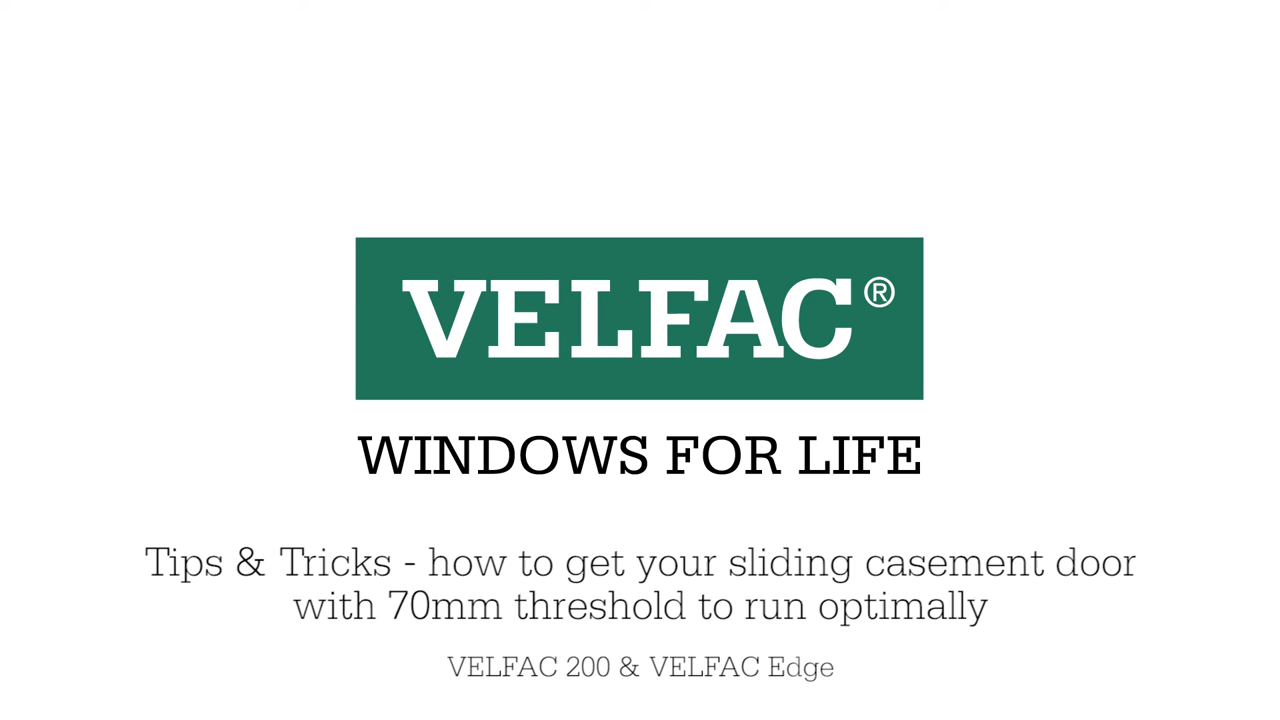 VELFAC®
WINDOWS FOR LIFE
Tips & Tricks - how to get your sliding casement door
with 70mm threshold to run optimally
VELFAC 200 & VELFAC Edge